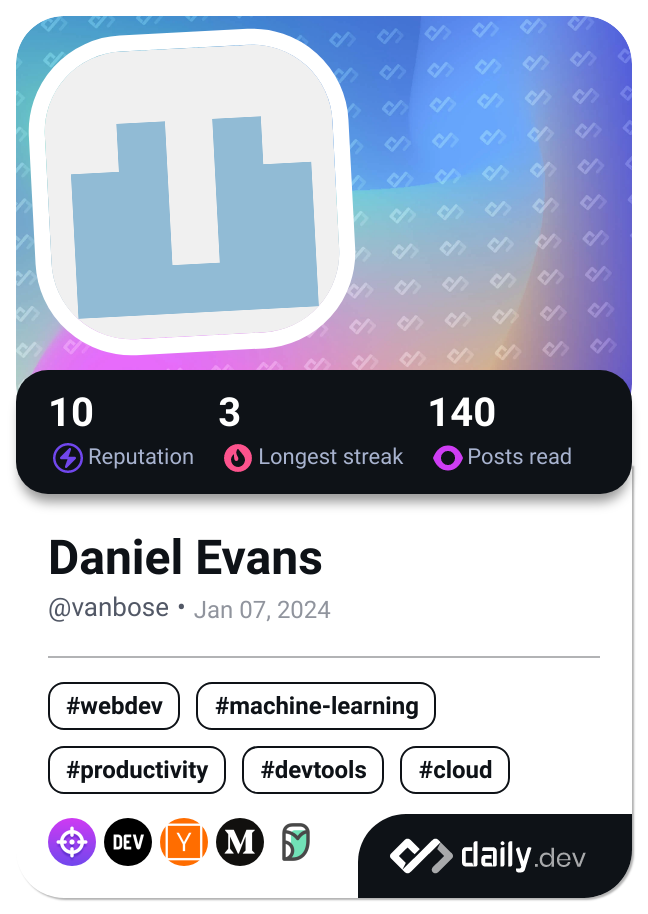 10 3 140
Reputation Longest streak Posts read
Daniel Evans
@vanbose • Jan 07, 2024
#webdev #machine-learning
#productivity #devtools #cloud
DEV Y M
daily.dev